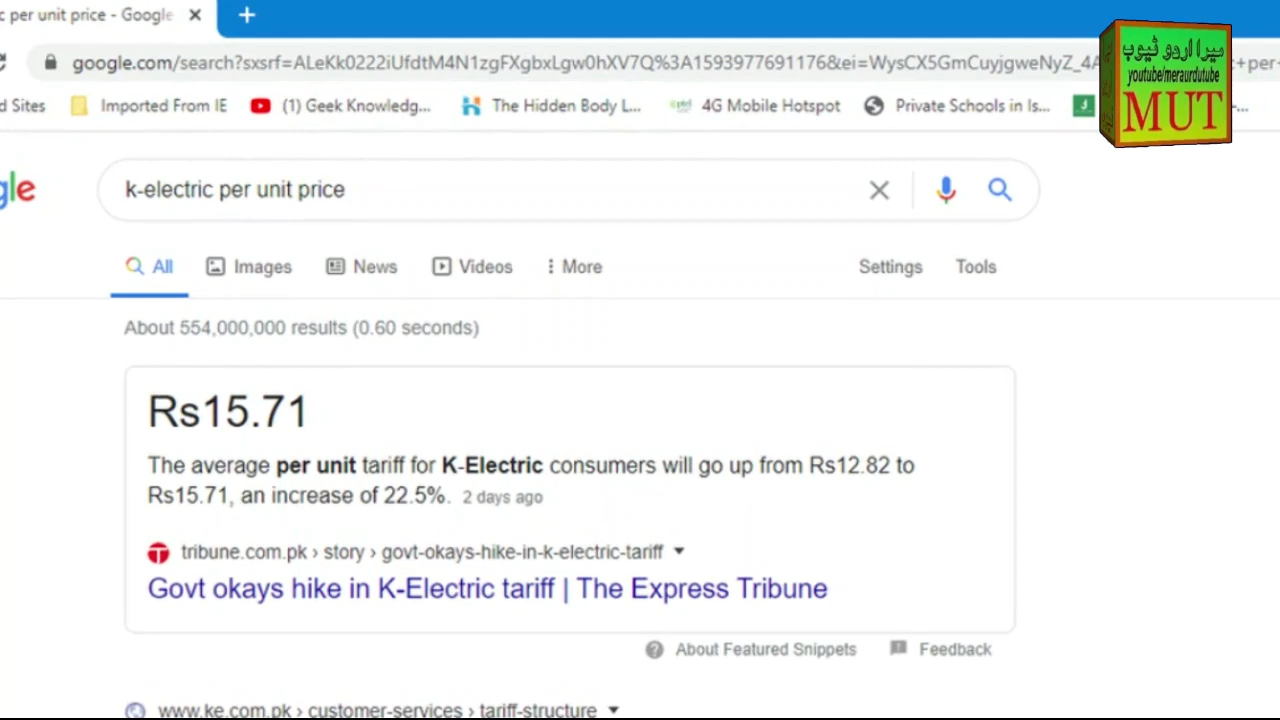 c per unit price - Google
google.com/search?sxsrf=ALeKk0222iUfdtM4N1zgFXgbxLgw0hXV7Q%3A1593977691176&ei=WysCX5GmCuyjgweNyZ_4A
per
میرا اردو ٹیوب
youtube/meraurdutube
MUT
d Sites
Imported From IE
(1) Geek Knowledg...
The Hidden Body L...
ptcl
4G Mobile Hotspot
Private Schools in Is...
gle
k-electric per unit price
All
Images
News
Videos
More
Settings
Tools
About 554,000,000 results (0.60 seconds)
Rs15.71
The average per unit tariff for K-Electric consumers will go up from Rs12.82 to
Rs15.71, an increase of 22.5%. 2 days ago
tribune.com.pk › story › govt-okays-hike-in-k-electric-tariff
Govt okays hike in K-Electric tariff | The Express Tribune
About Featured Snippets
Feedback
www.ke.com.pk › customer-services › tariff-structure